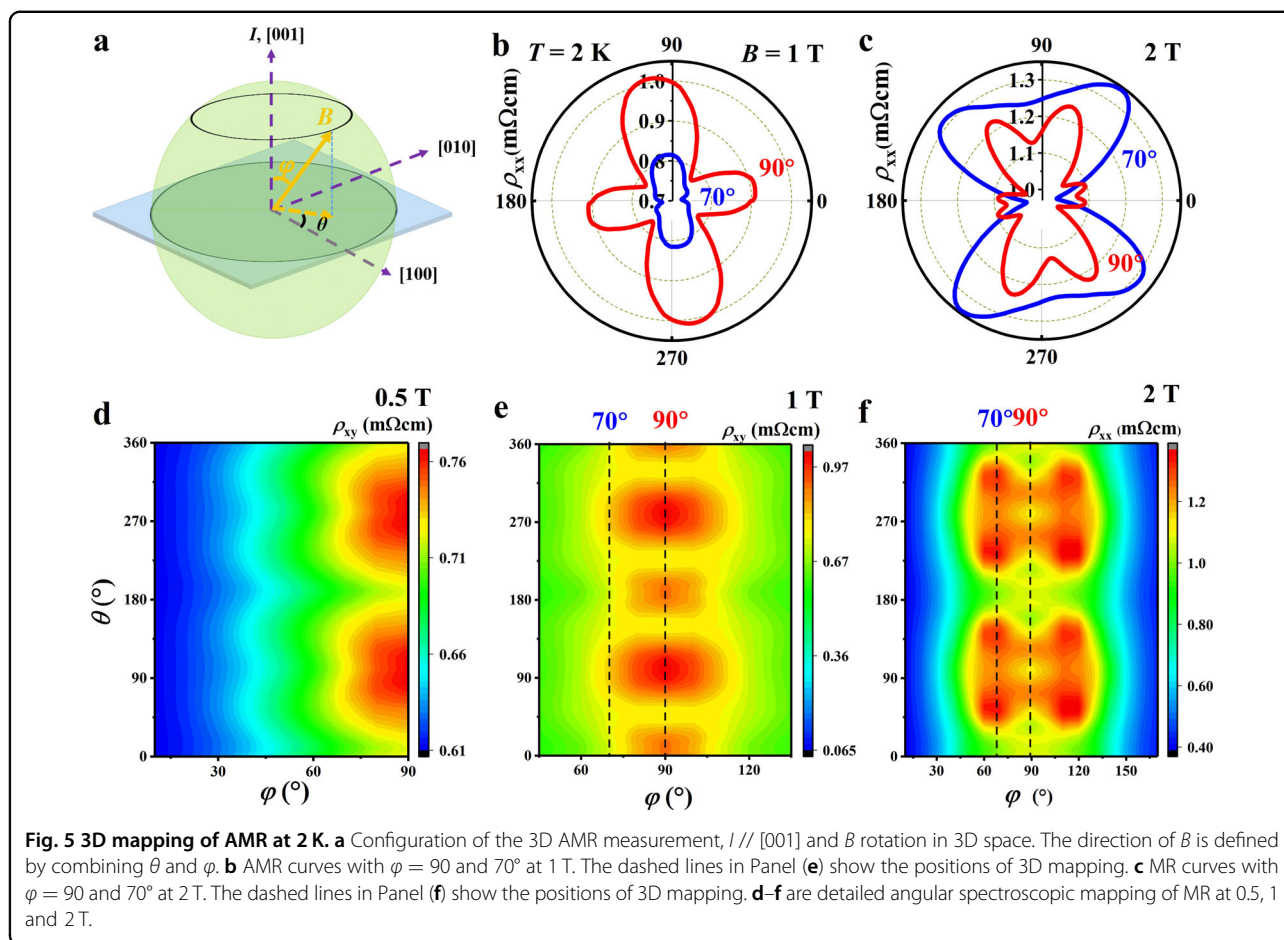 a
I, [001]
B
φ
θ
[010]
[100]
b
T = 2 K
90
B = 1 T
ρxx (mΩcm)
1.0
0.9
0.8
0.7
90°
70°
180
0
270
c
90
2 T
ρxx (mΩcm)
1.3
1.2
1.1
1.0
70°
90°
180
0
270
d
0.5 T
ρxy (mΩcm)
360
270
180
90
0
θ (°)
30
60
90
φ (°)
0.76
0.71
0.66
0.61
e
1 T
70°
90°
ρxy (mΩcm)
360
270
180
90
0
60
90
120
φ (°)
0.97
0.67
0.36
0.065
f
2 T
70°
90°
ρxx (mΩcm)
360
270
180
90
0
30
60
90
120
150
φ (°)
1.2
1.0
0.80
0.60
0.40
Fig. 5 3D mapping of AMR at 2 K. a Configuration of the 3D AMR measurement, I // [001] and B rotation in 3D space. The direction of B is defined
by combining θ and φ. b AMR curves with φ = 90 and 70° at 1 T. The dashed lines in Panel (e) show the positions of 3D mapping. c MR curves with
φ = 90 and 70° at 2 T. The dashed lines in Panel (f) show the positions of 3D mapping. d–f are detailed angular spectroscopic mapping of MR at 0.5, 1
and 2 T.